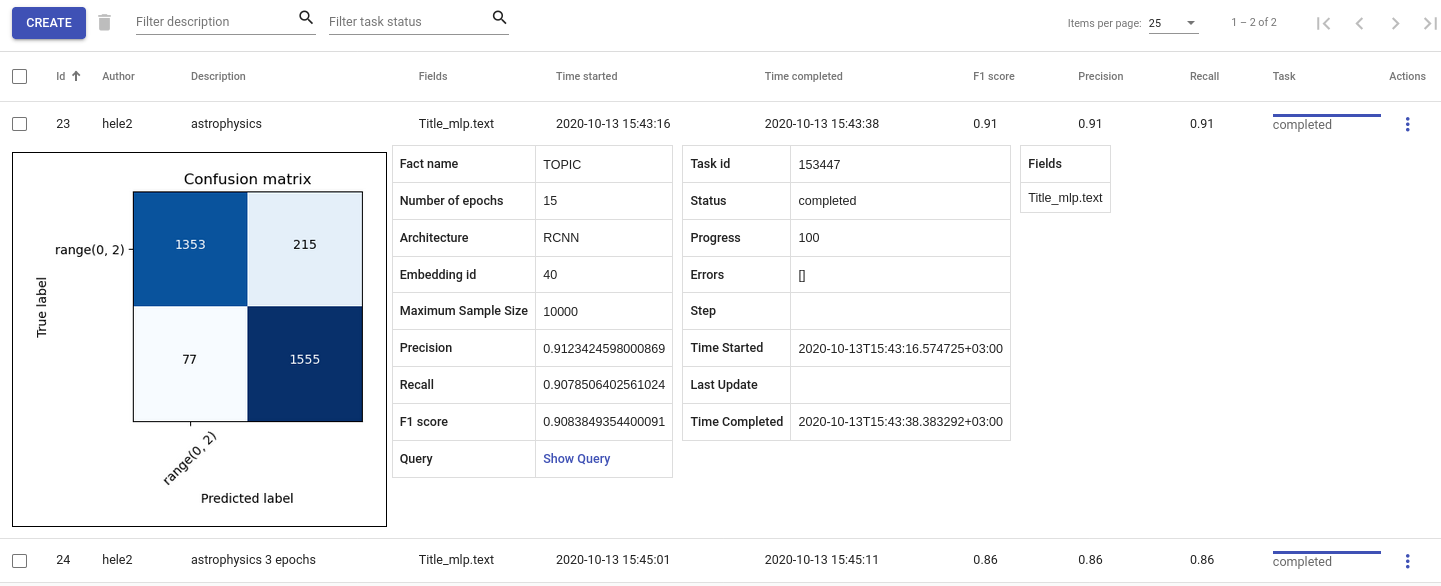 CREATE Filter description Filter task status Items per page: 25 1 – 2 of 2
Id Author Description Fields Time started Time completed F1 score Precision Recall Task Actions
23 hele2 astrophysics Title_mlp.text 2020-10-13 15:43:16 2020-10-13 15:43:38 0.91 0.91 0.91 completed
Confusion matrix
1353 215
range(0, 2)
True label
77 1555
range(0, 2)
Predicted label
Fact name TOPIC
Number of epochs 15
Architecture RCNN
Embedding id 40
Maximum Sample Size 10000
Precision 0.9123424598000869
Recall 0.9078506402561024
F1 score 0.9083849354400091
Query Show Query
Task id 153447
Status completed
Progress 100
Errors []
Step
Time Started 2020-10-13T15:43:16.574725+03:00
Last Update
Time Completed 2020-10-13T15:43:38.383292+03:00
Fields
Title_mlp.text
24 hele2 astrophysics 3 epochs Title_mlp.text 2020-10-13 15:45:01 2020-10-13 15:45:11 0.86 0.86 0.86 completed